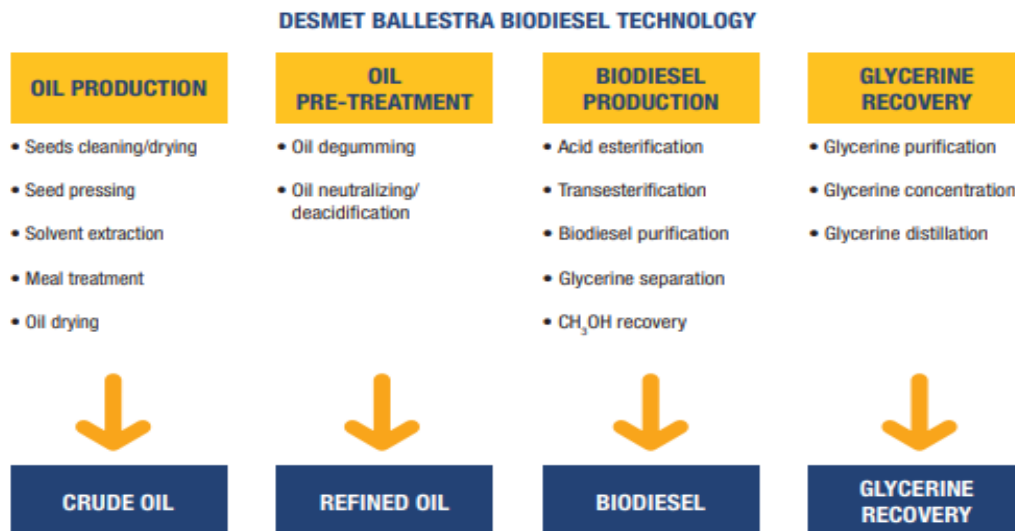 DESMET BALLESTRA BIODIESEL TECHNOLOGY
OIL PRODUCTION
• Seeds cleaning/drying
• Seed pressing
• Solvent extraction
• Meal treatment
• Oil drying
CRUDE OIL
OIL
PRE-TREATMENT
• Oil degumming
• Oil neutralizing/
deacidification
REFINED OIL
BIODIESEL
PRODUCTION
• Acid esterification
• Transesterification
• Biodiesel purification
• Glycerine separation
• CH₃OH recovery
BIODIESEL
GLYCERINE
RECOVERY
• Glycerine purification
• Glycerine concentration
• Glycerine distillation
GLYCERINE
RECOVERY